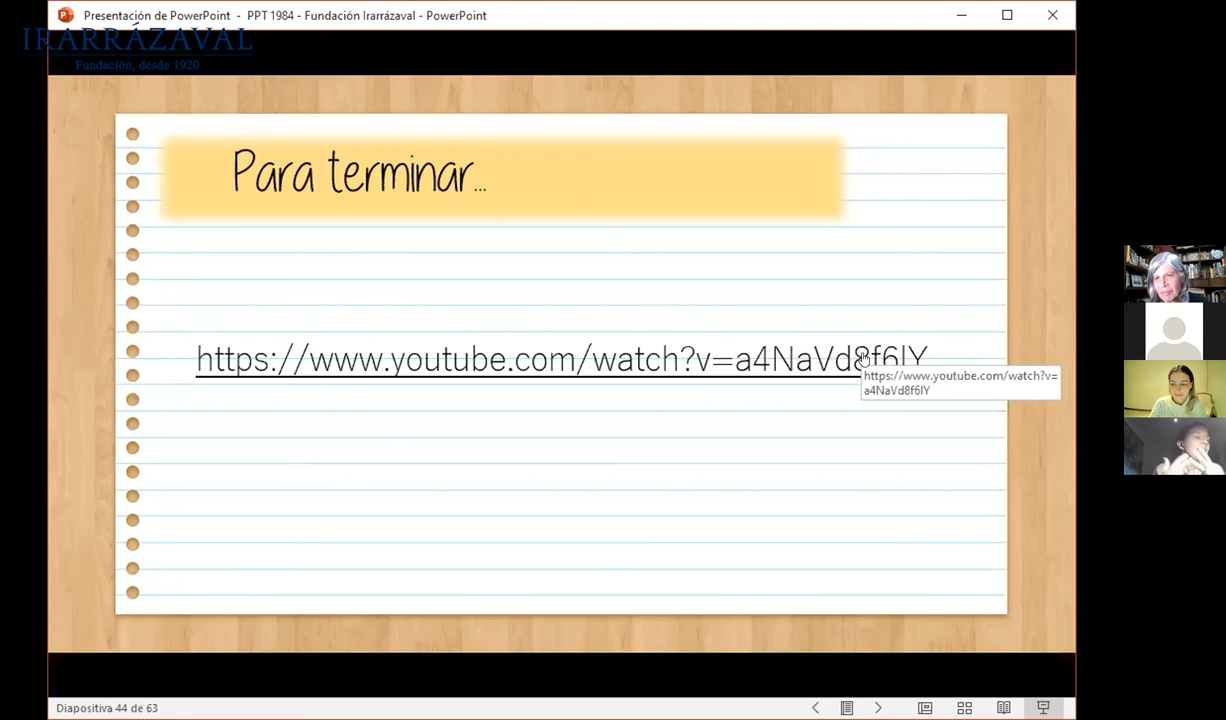 Presentación de PowerPoint - PPT 1984 - Fundación Irarrázaval - PowerPoint
IRARRÁZAVAL
Fundación, desde 1920
Para terminar...
https://www.youtube.com/watch?v=a4NaVd8f6lY
https://www.youtube.com/watch?v=
a4NaVd8f6lY
Diapositiva 44 de 63